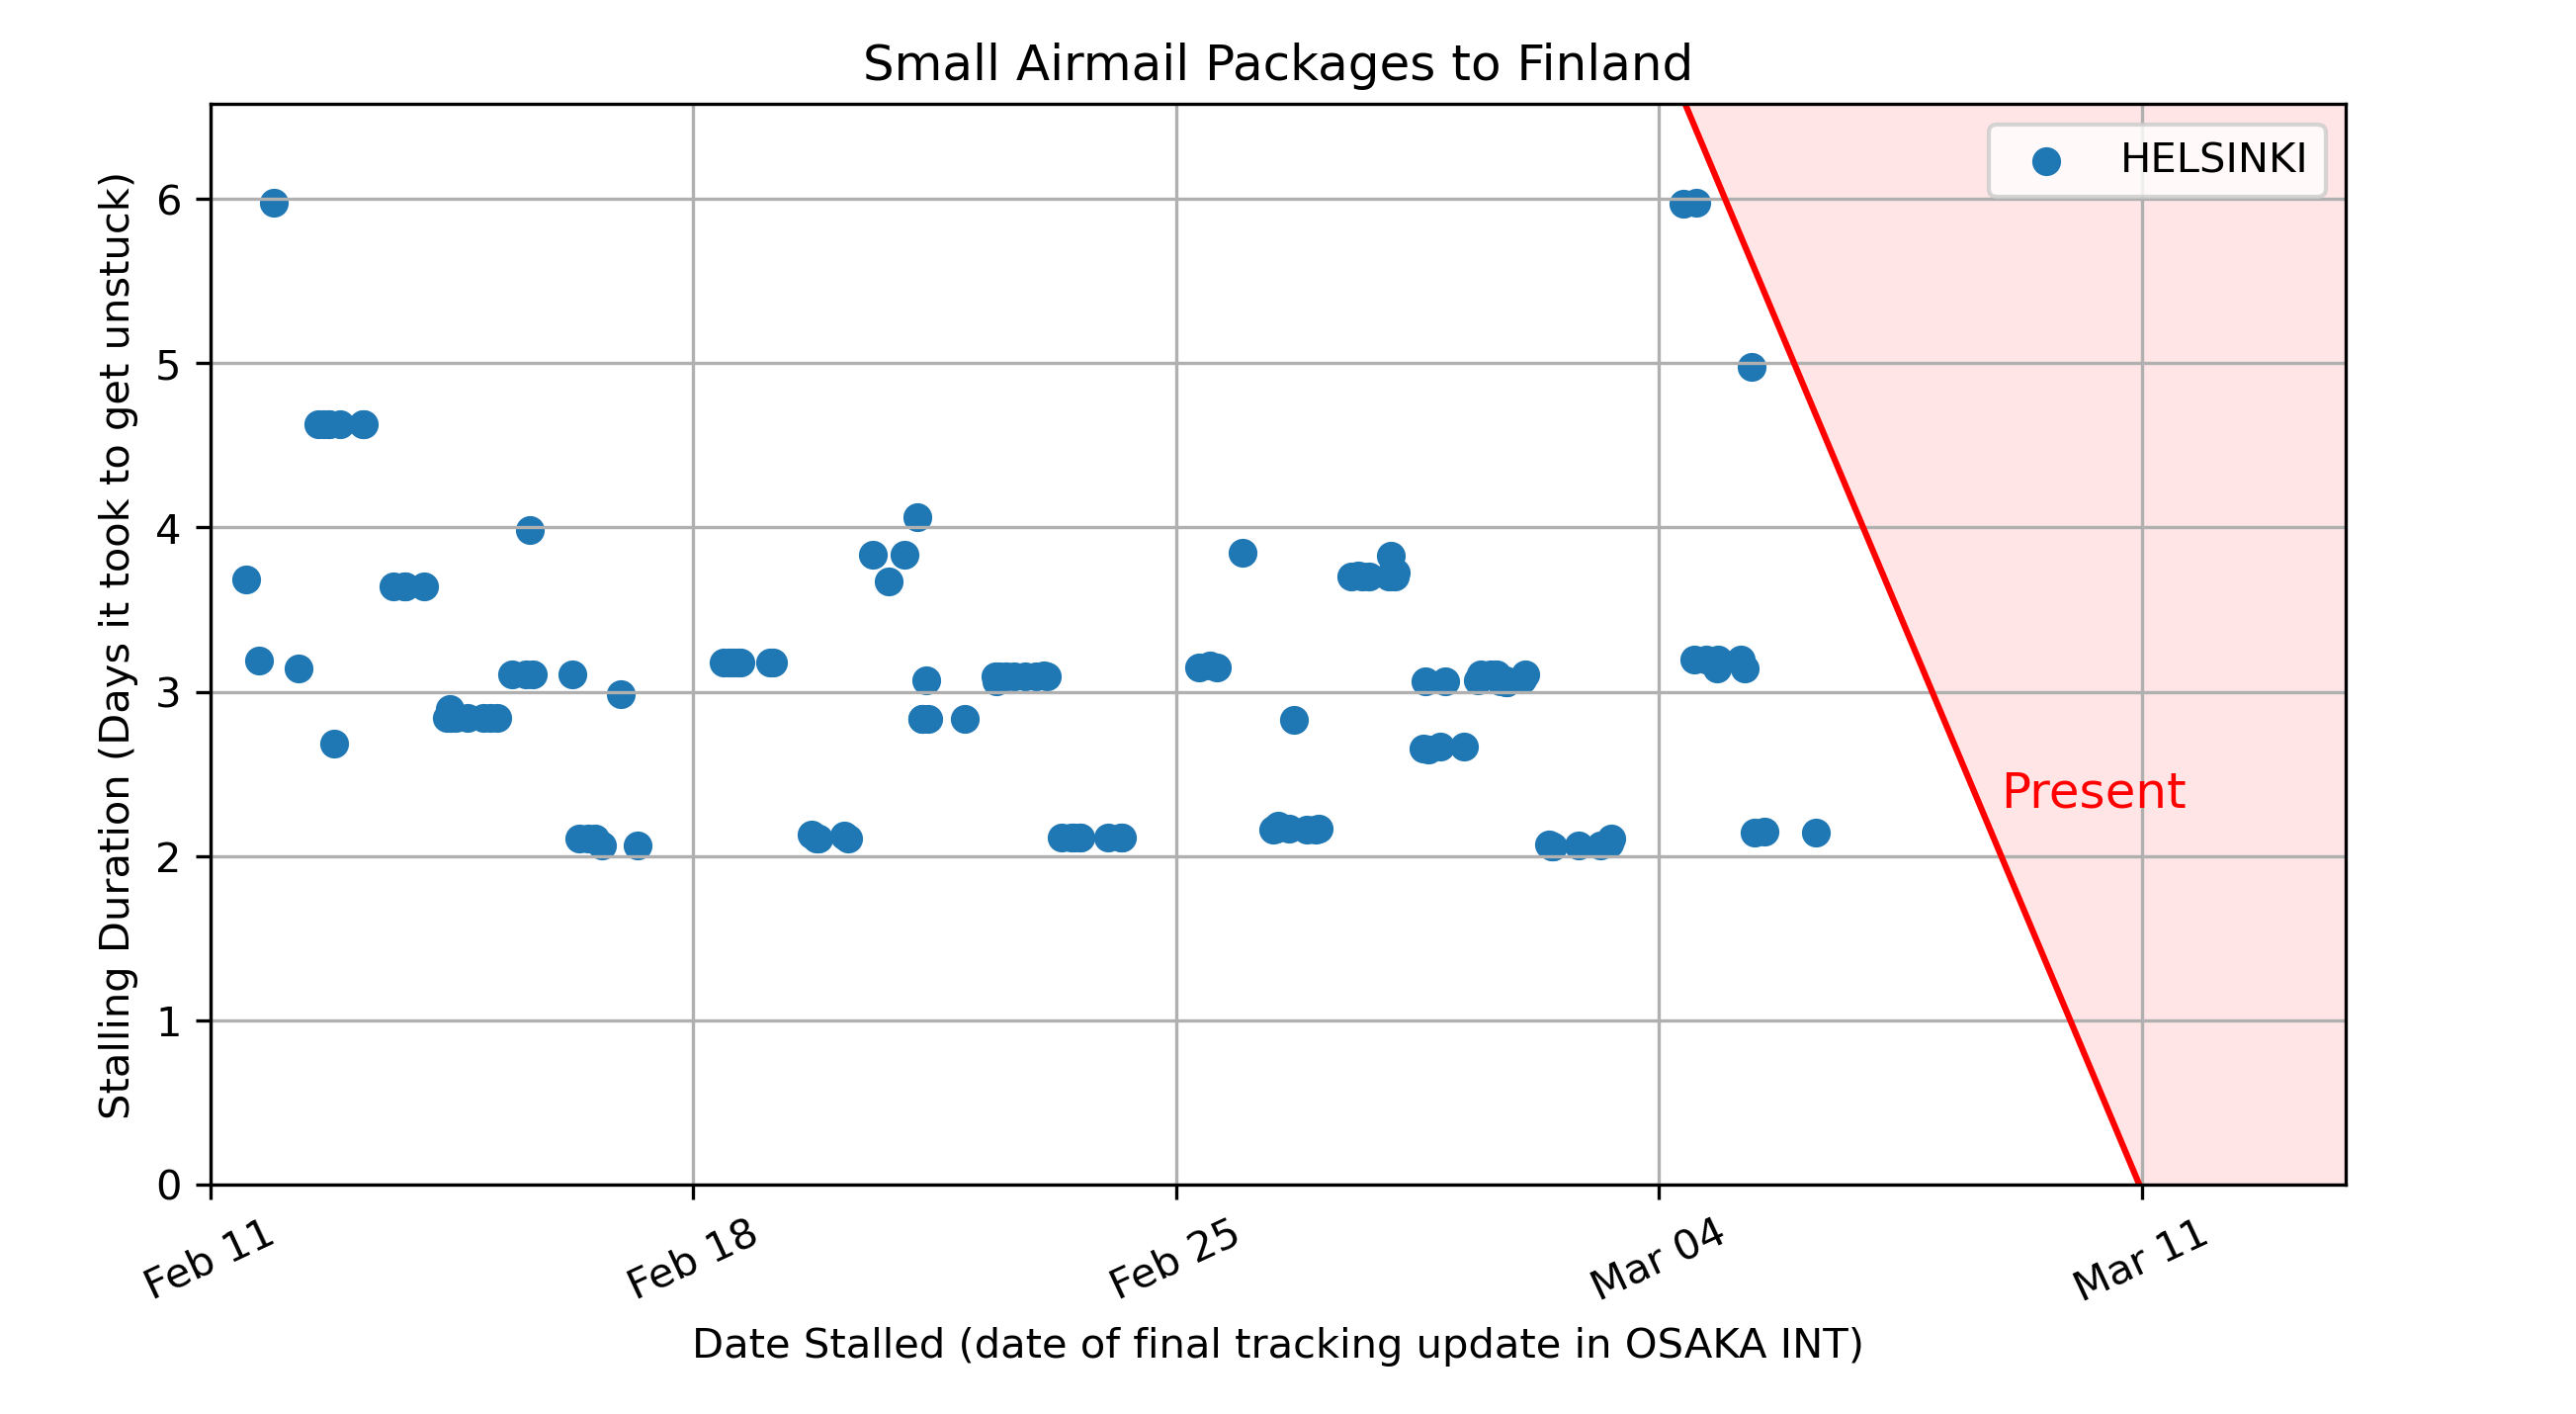 Small Airmail Packages to Finland
HELSINKI
Stalling Duration (Days it took to get unstuck)
6
5
4
3
2
1
0
Present
Feb 11
Feb 18
Feb 25
Mar 04
Mar 11
Date Stalled (date of final tracking update in OSAKA INT)